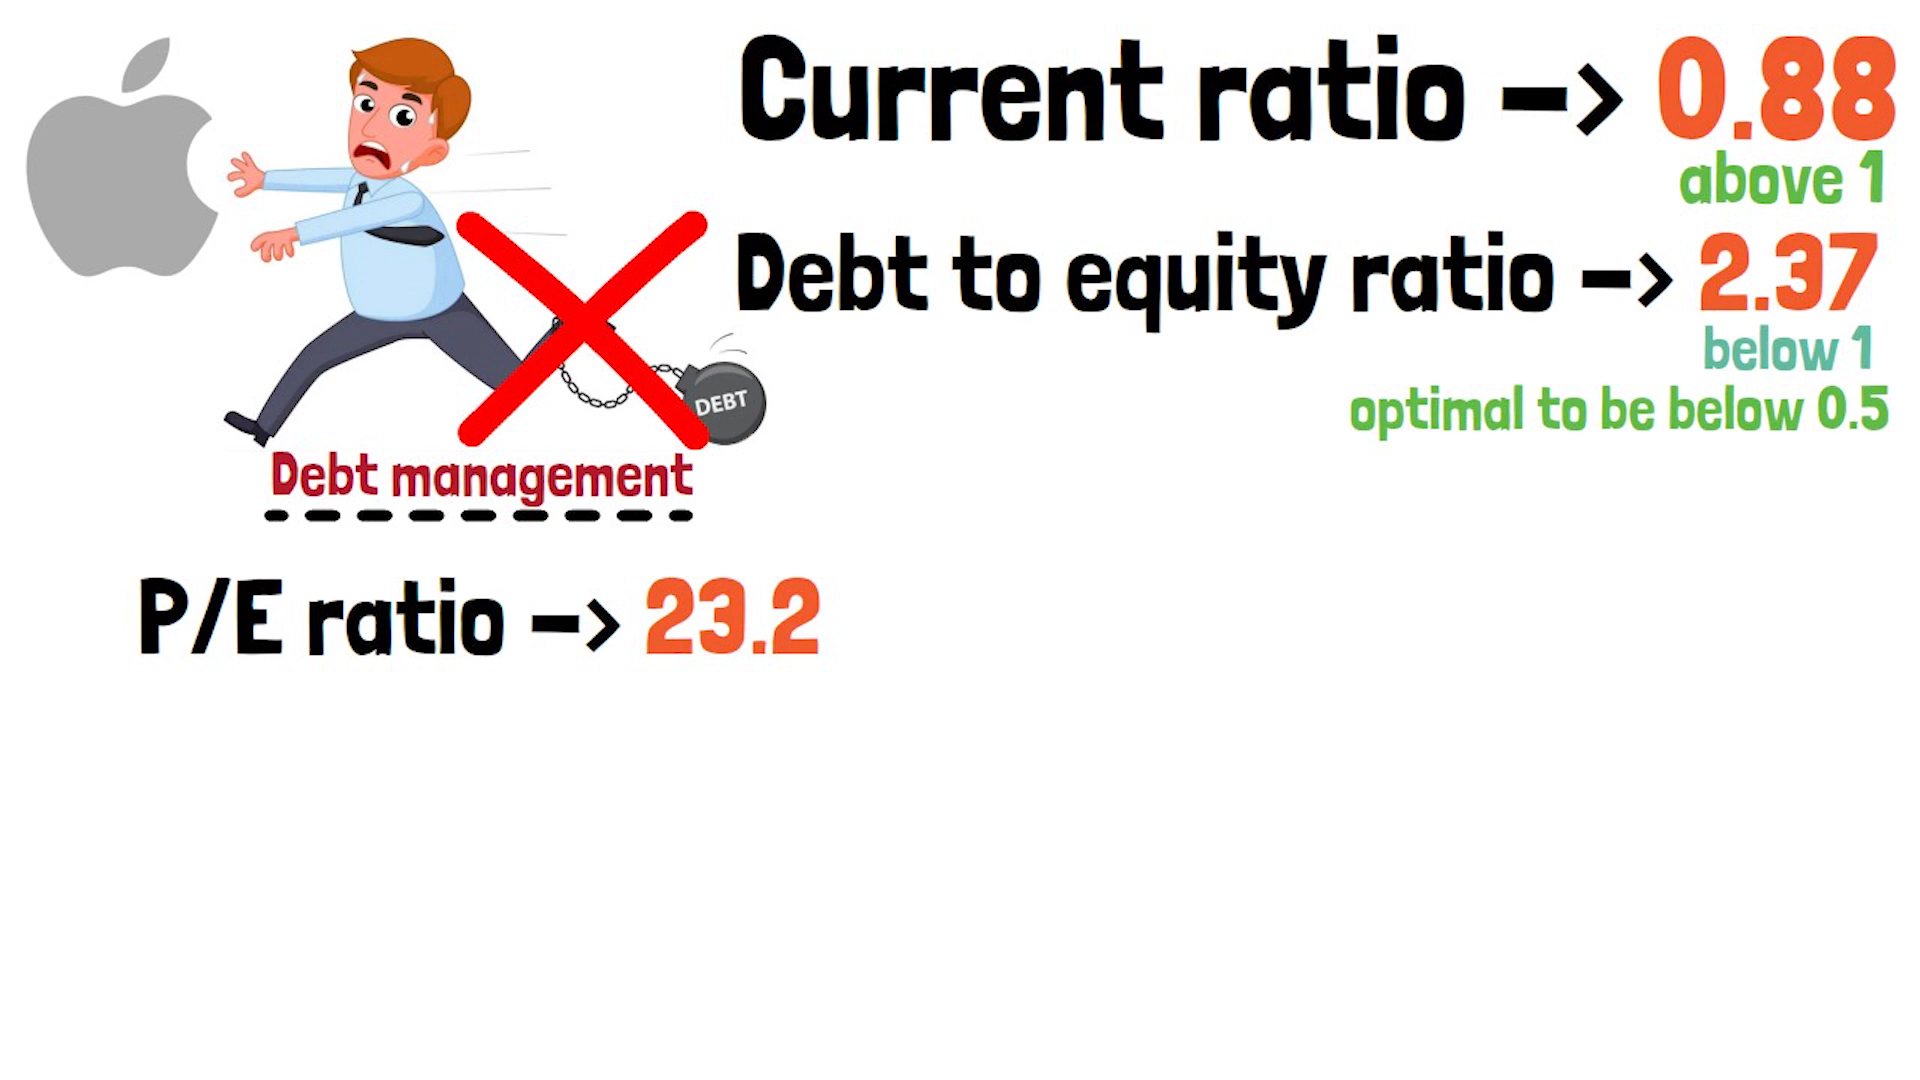 Current ratio -> 0.88
above 1
Debt to equity ratio -> 2.37
below 1
optimal to be below 0.5
DEBT
Debt management
P/E ratio -> 23.2